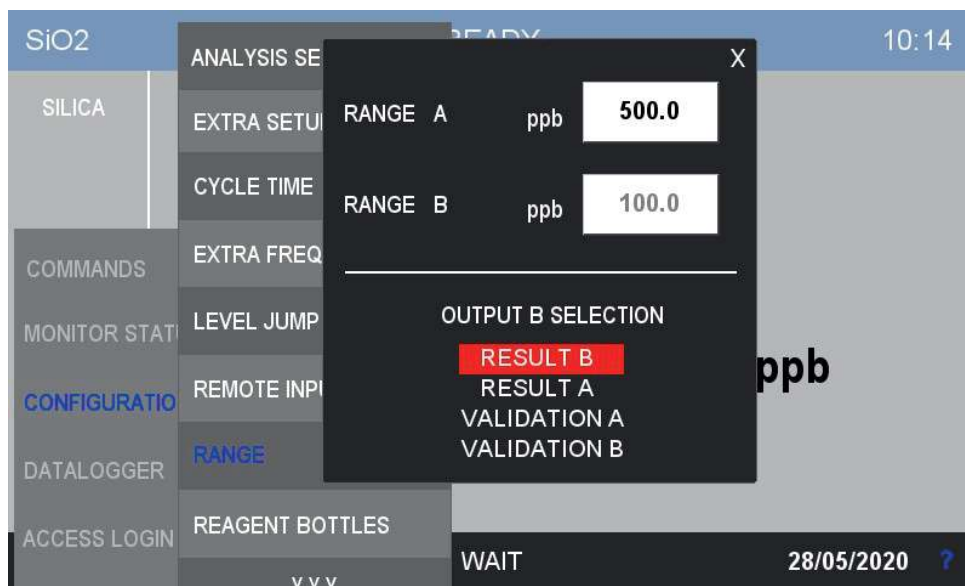 SiO2
READY
10:14
SILICA
COMMANDS
MONITOR STAT
CONFIGURATIO
DATALOGGER
ACCESS LOGIN
ANALYSIS SE
EXTRA SETU
CYCLE TIME
EXTRA FREQ
LEVEL JUMP
REMOTE INP
RANGE
REAGENT BOTTLES
X
RANGE A ppb 500.0
RANGE B ppb 100.0
OUTPUT B SELECTION
RESULT B
RESULT A
VALIDATION A
VALIDATION B
ppb
WAIT
28/05/2020 ?